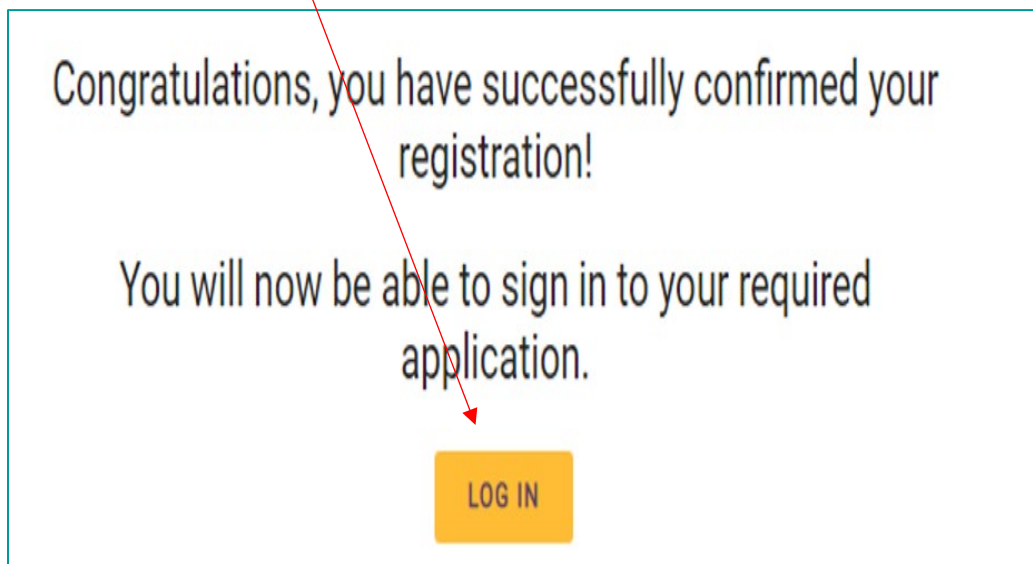 Congratulations, you have successfully confirmed your
registration!
You will now be able to sign in to your required
application.
LOG IN